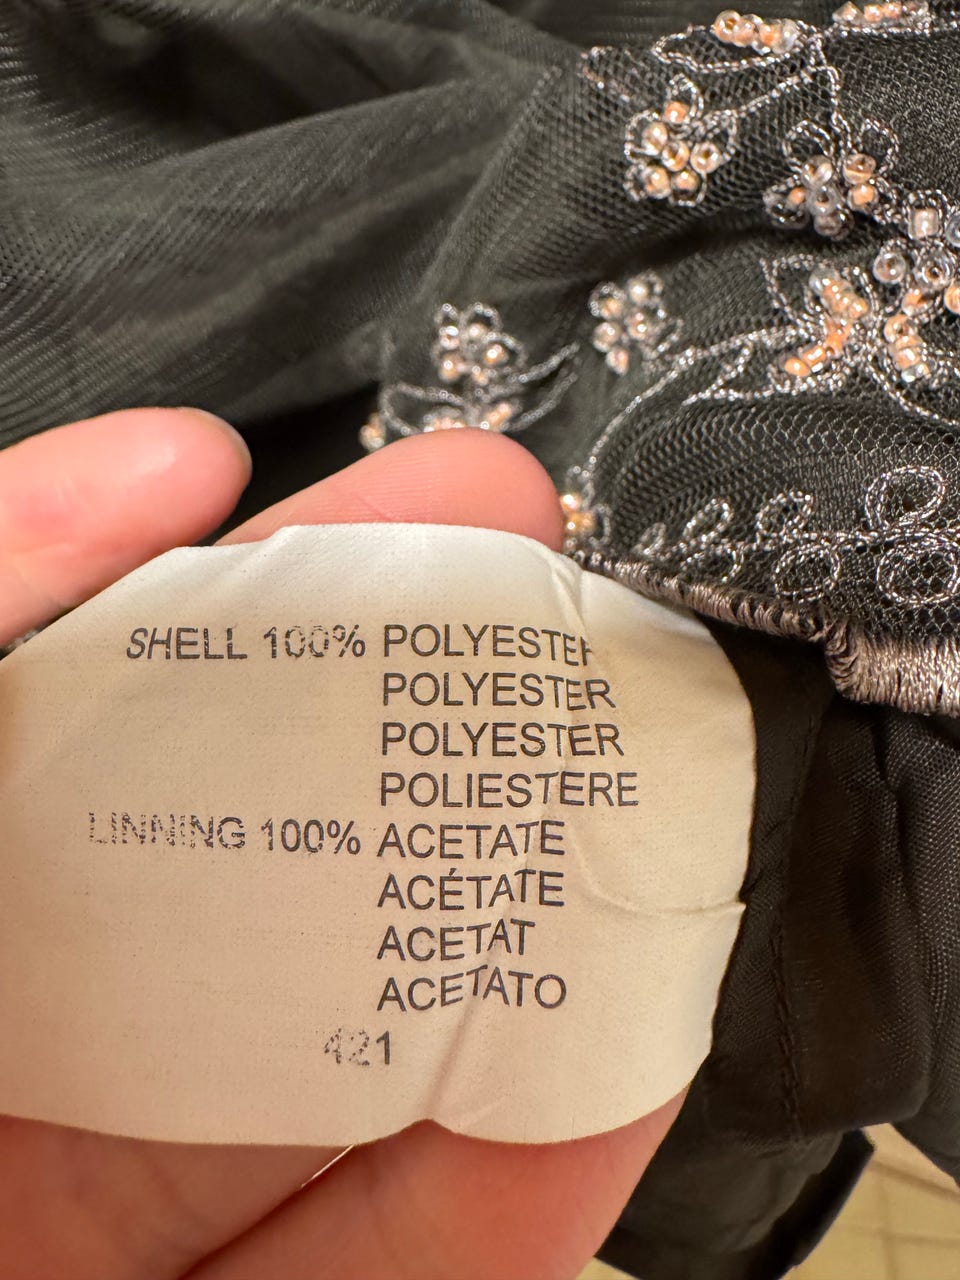 SHELL 100% POLYESTER
POLYESTER
POLYESTER
POLIESTERE
LINNING 100% ACETATE
ACÉTATE
ACETAT
ACETATO
421